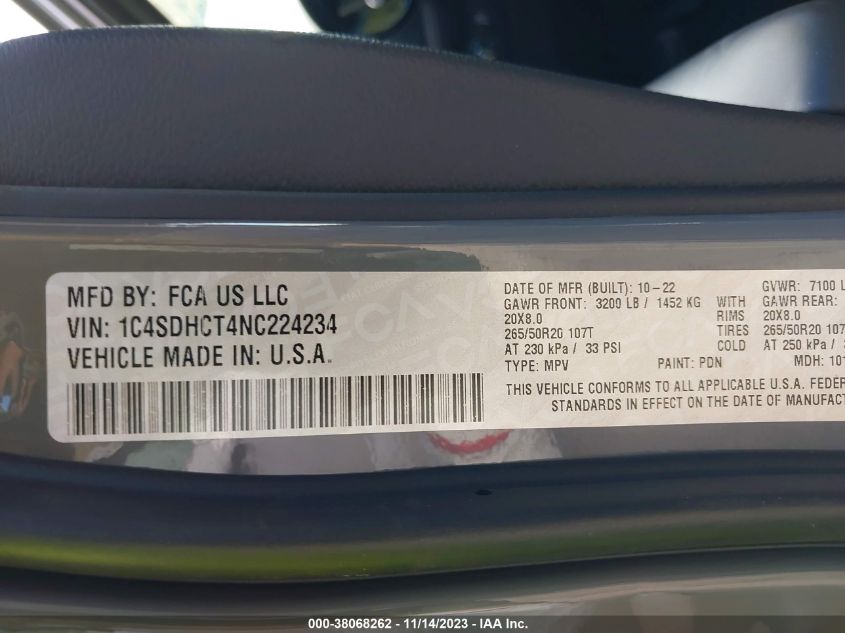 MFD BY: FCA US LLC
VIN: 1C4SDHCT4NC224234
VEHICLE MADE IN: U.S.A.
DATE OF MFR (BUILT): 10-22 GVWR: 7100 L
GAWR FRONT: 3200 LB / 1452 KG WITH GAWR REAR:
20X8.0 RIMS 20X8.0
265/50R20 107T TIRES 265/50R20 107
AT 230 kPa / 33 PSI COLD AT 250 kPa /
TYPE: MPV PAINT: PDN MDH: 101
THIS VEHICLE CONFORMS TO ALL APPLICABLE U.S.A. FEDER
STANDARDS IN EFFECT ON THE DATE OF MANUFACT
000-38068262 - 11/14/2023 - IAA Inc.